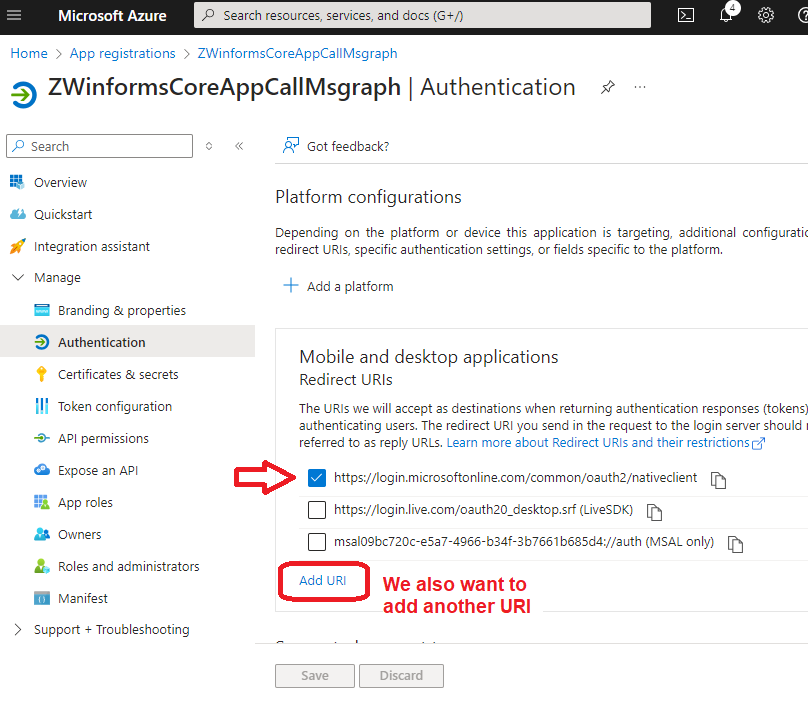 Microsoft Azure
Search resources, services, and docs (G+/)
4
Home > App registrations > ZWinformsCoreAppCallMsgraph
ZWinformsCoreAppCallMsgraph | Authentication
Search
Got feedback?
Overview
Quickstart
Integration assistant
Manage
Branding & properties
Authentication
Certificates & secrets
Token configuration
API permissions
Expose an API
App roles
Owners
Roles and administrators
Manifest
Support + Troubleshooting
Platform configurations
Depending on the platform or device this application is targeting, additional configuratio
redirect URIs, specific authentication settings, or fields specific to the platform.
Add a platform
Mobile and desktop applications
Redirect URIs
The URIs we will accept as destinations when returning authentication responses (tokens)
authenticating users. The redirect URI you send in the request to the login server should
referred to as reply URLs. Learn more about Redirect URIs and their restrictions
https://login.microsoftonline.com/common/oauth2/nativeclient
https://login.live.com/oauth20_desktop.srf (LiveSDK)
msal09bc720c-e5a7-4966-b34f-3b7661b685d4://auth (MSAL only)
Add URI
We also want to
add another URI
Save
Discard